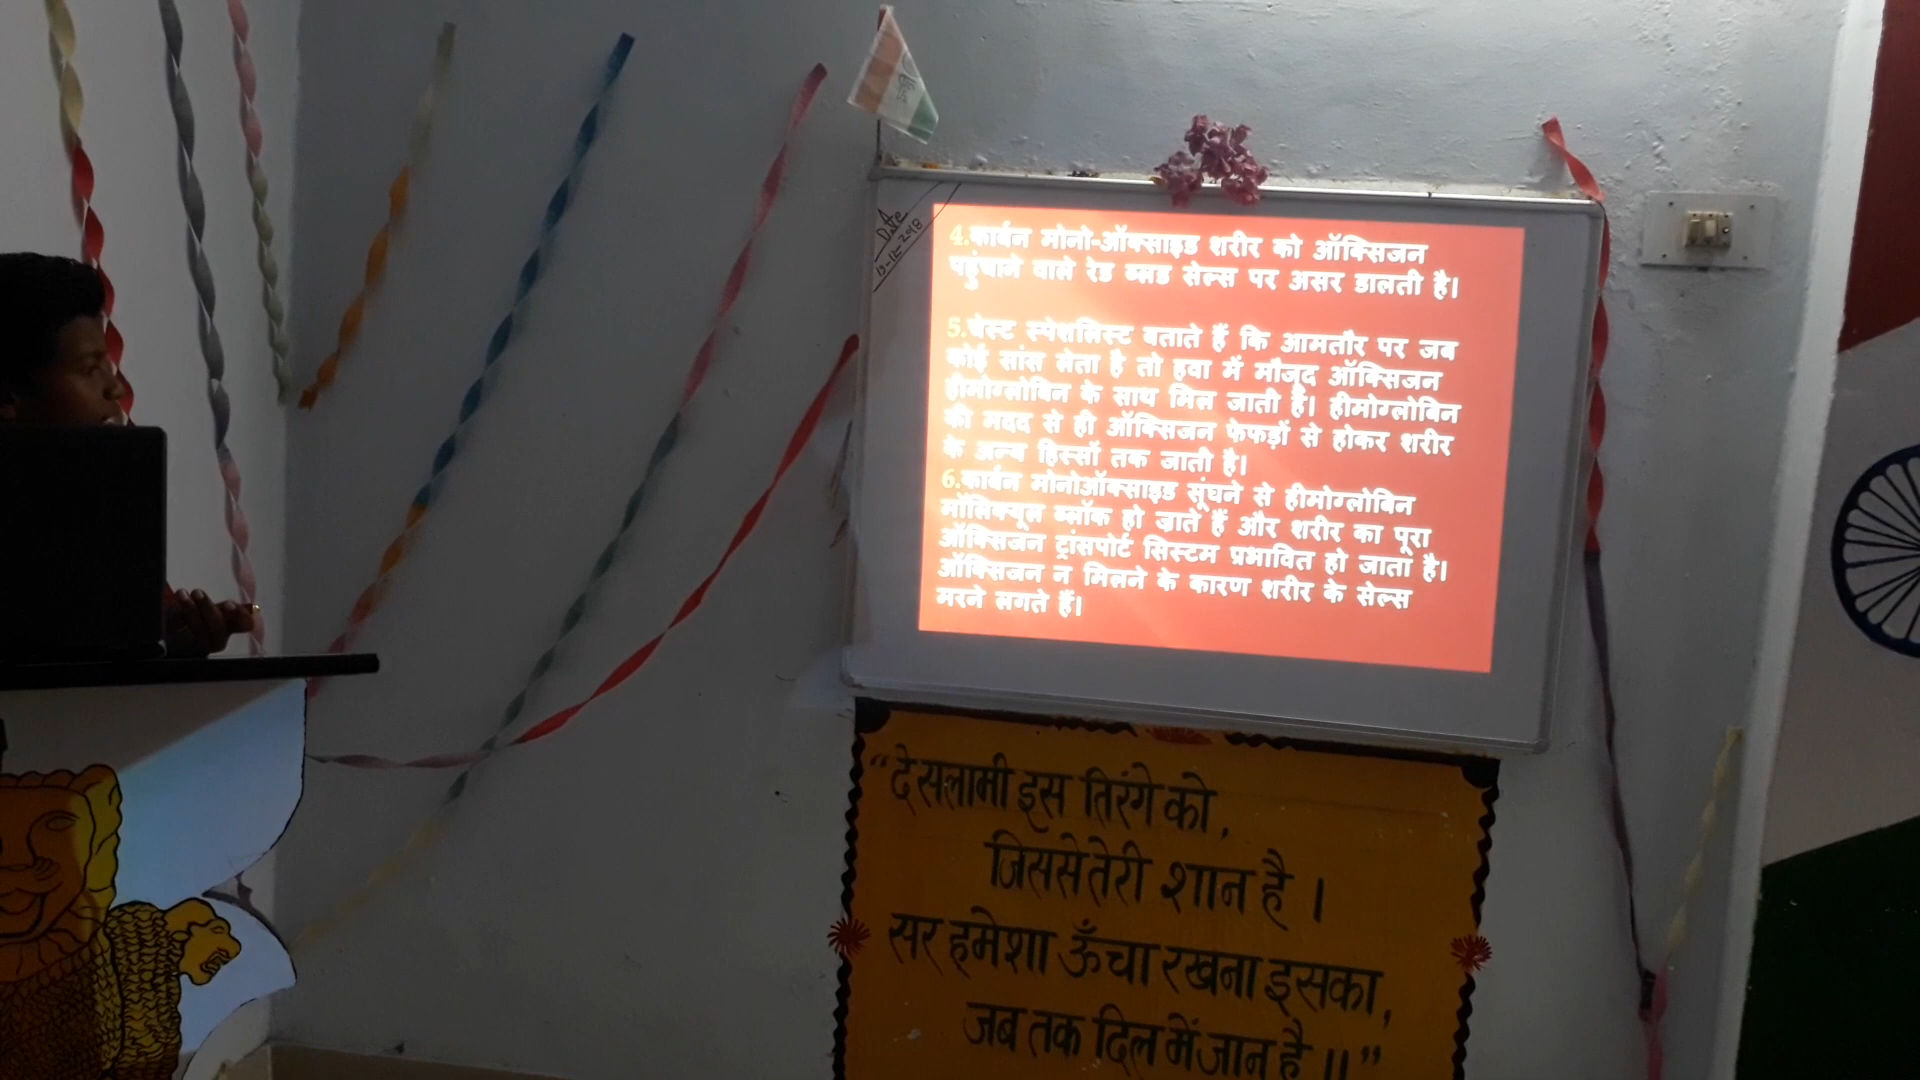 Date
4.कार्बन मोनो-ऑक्साइड शरीर को ऑक्सिजन
पहुंचाने वाले रेड ब्लड सेल्स पर असर डालती है।
5.चेस्ट स्पेशलिस्ट बताते हैं कि आमतौर पर जब
कोई सांस लेता है तो हवा में मौजूद ऑक्सिजन
हीमोग्लोबिन के साथ मिल जाती है। हीमोग्लोबिन
की मदद से ही ऑक्सिजन फेफड़ों से होकर शरीर
के अन्य हिस्सों तक जाती है।
6.कार्बन मोनोऑक्साइड सूंघने से हीमोग्लोबिन
मॉलिक्यूल ब्लॉक हो जाते हैं और शरीर का पूरा
ऑक्सिजन ट्रांसपोर्ट सिस्टम प्रभावित हो जाता है।
ऑक्सिजन न मिलने के कारण शरीर के सेल्स
मरने लगते हैं।
“दे सलामी इस तिरंगे को,
जिससे तेरी शान है ।
सर हमेशा ऊँचा रखना इसका,
जब तक दिल में जान है ।।”